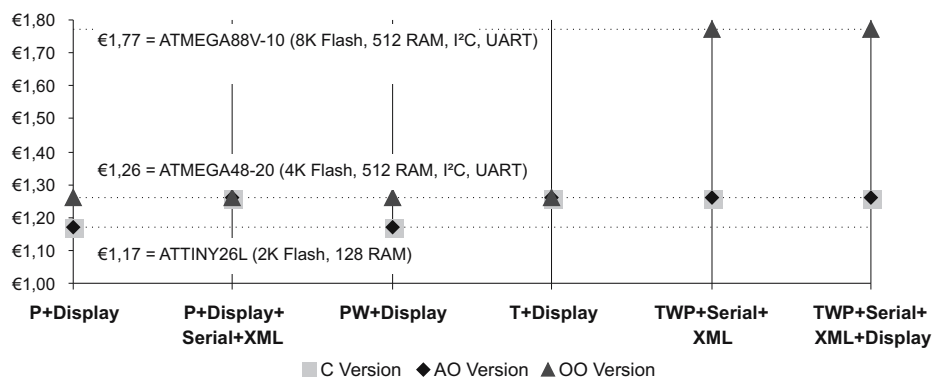 €1,80
€1,77 = ATMEGA88V-10 (8K Flash, 512 RAM, I²C, UART)
€1,70
€1,60
€1,50
€1,40
€1,26 = ATMEGA48-20 (4K Flash, 512 RAM, I²C, UART)
€1,30
€1,20
€1,17 = ATTINY26L (2K Flash, 128 RAM)
€1,10
€1,00
P+Display P+Display+ PW+Display T+Display TWP+Serial+ TWP+Serial+
Serial+XML XML XML+Display
C Version AO Version OO Version